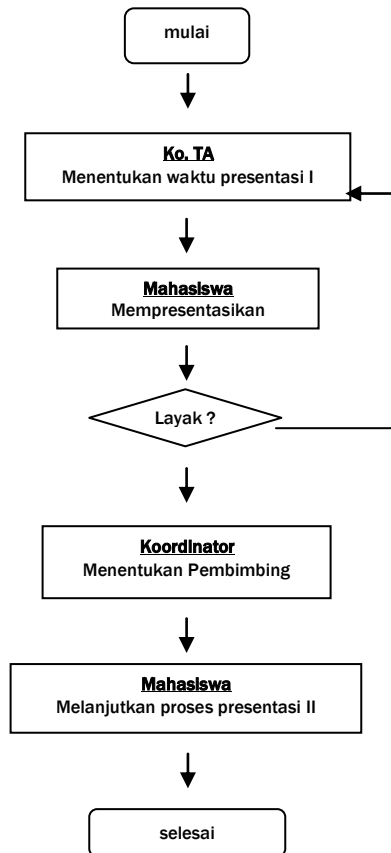 mulai
Ko. TA
Menentukan waktu presentasi I
Mahasiswa
Mempresentasikan
Layak ?
Koordinator
Menentukan Pembimbing
Mahasiswa
Melanjutkan proses presentasi II
selesai